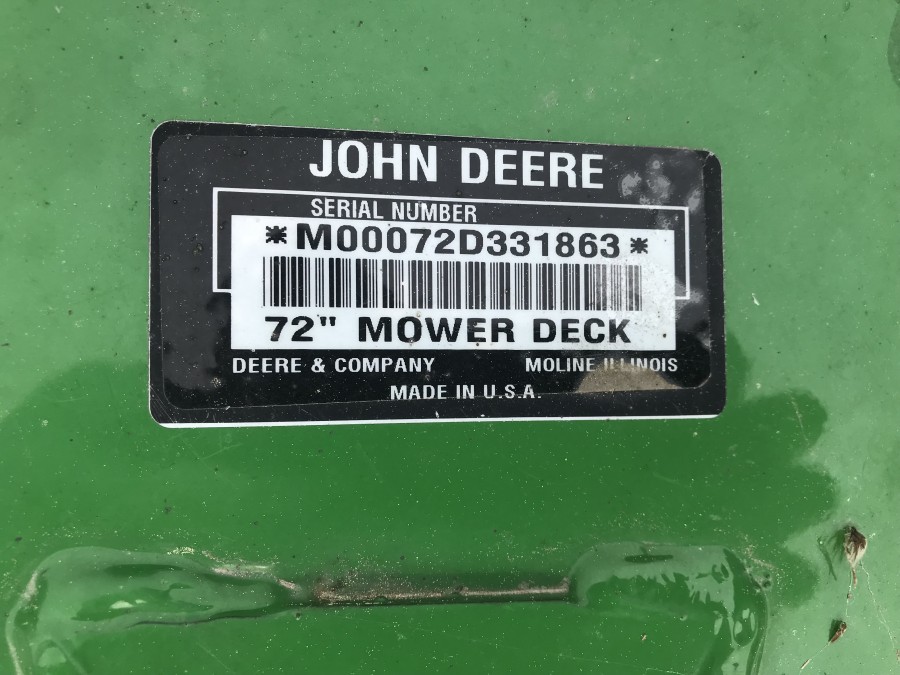 JOHN DEERE
SERIAL NUMBER
*M00072D331863*
72" MOWER DECK
DEERE & COMPANY MOLINE ILLINOIS
MADE IN U.S.A.